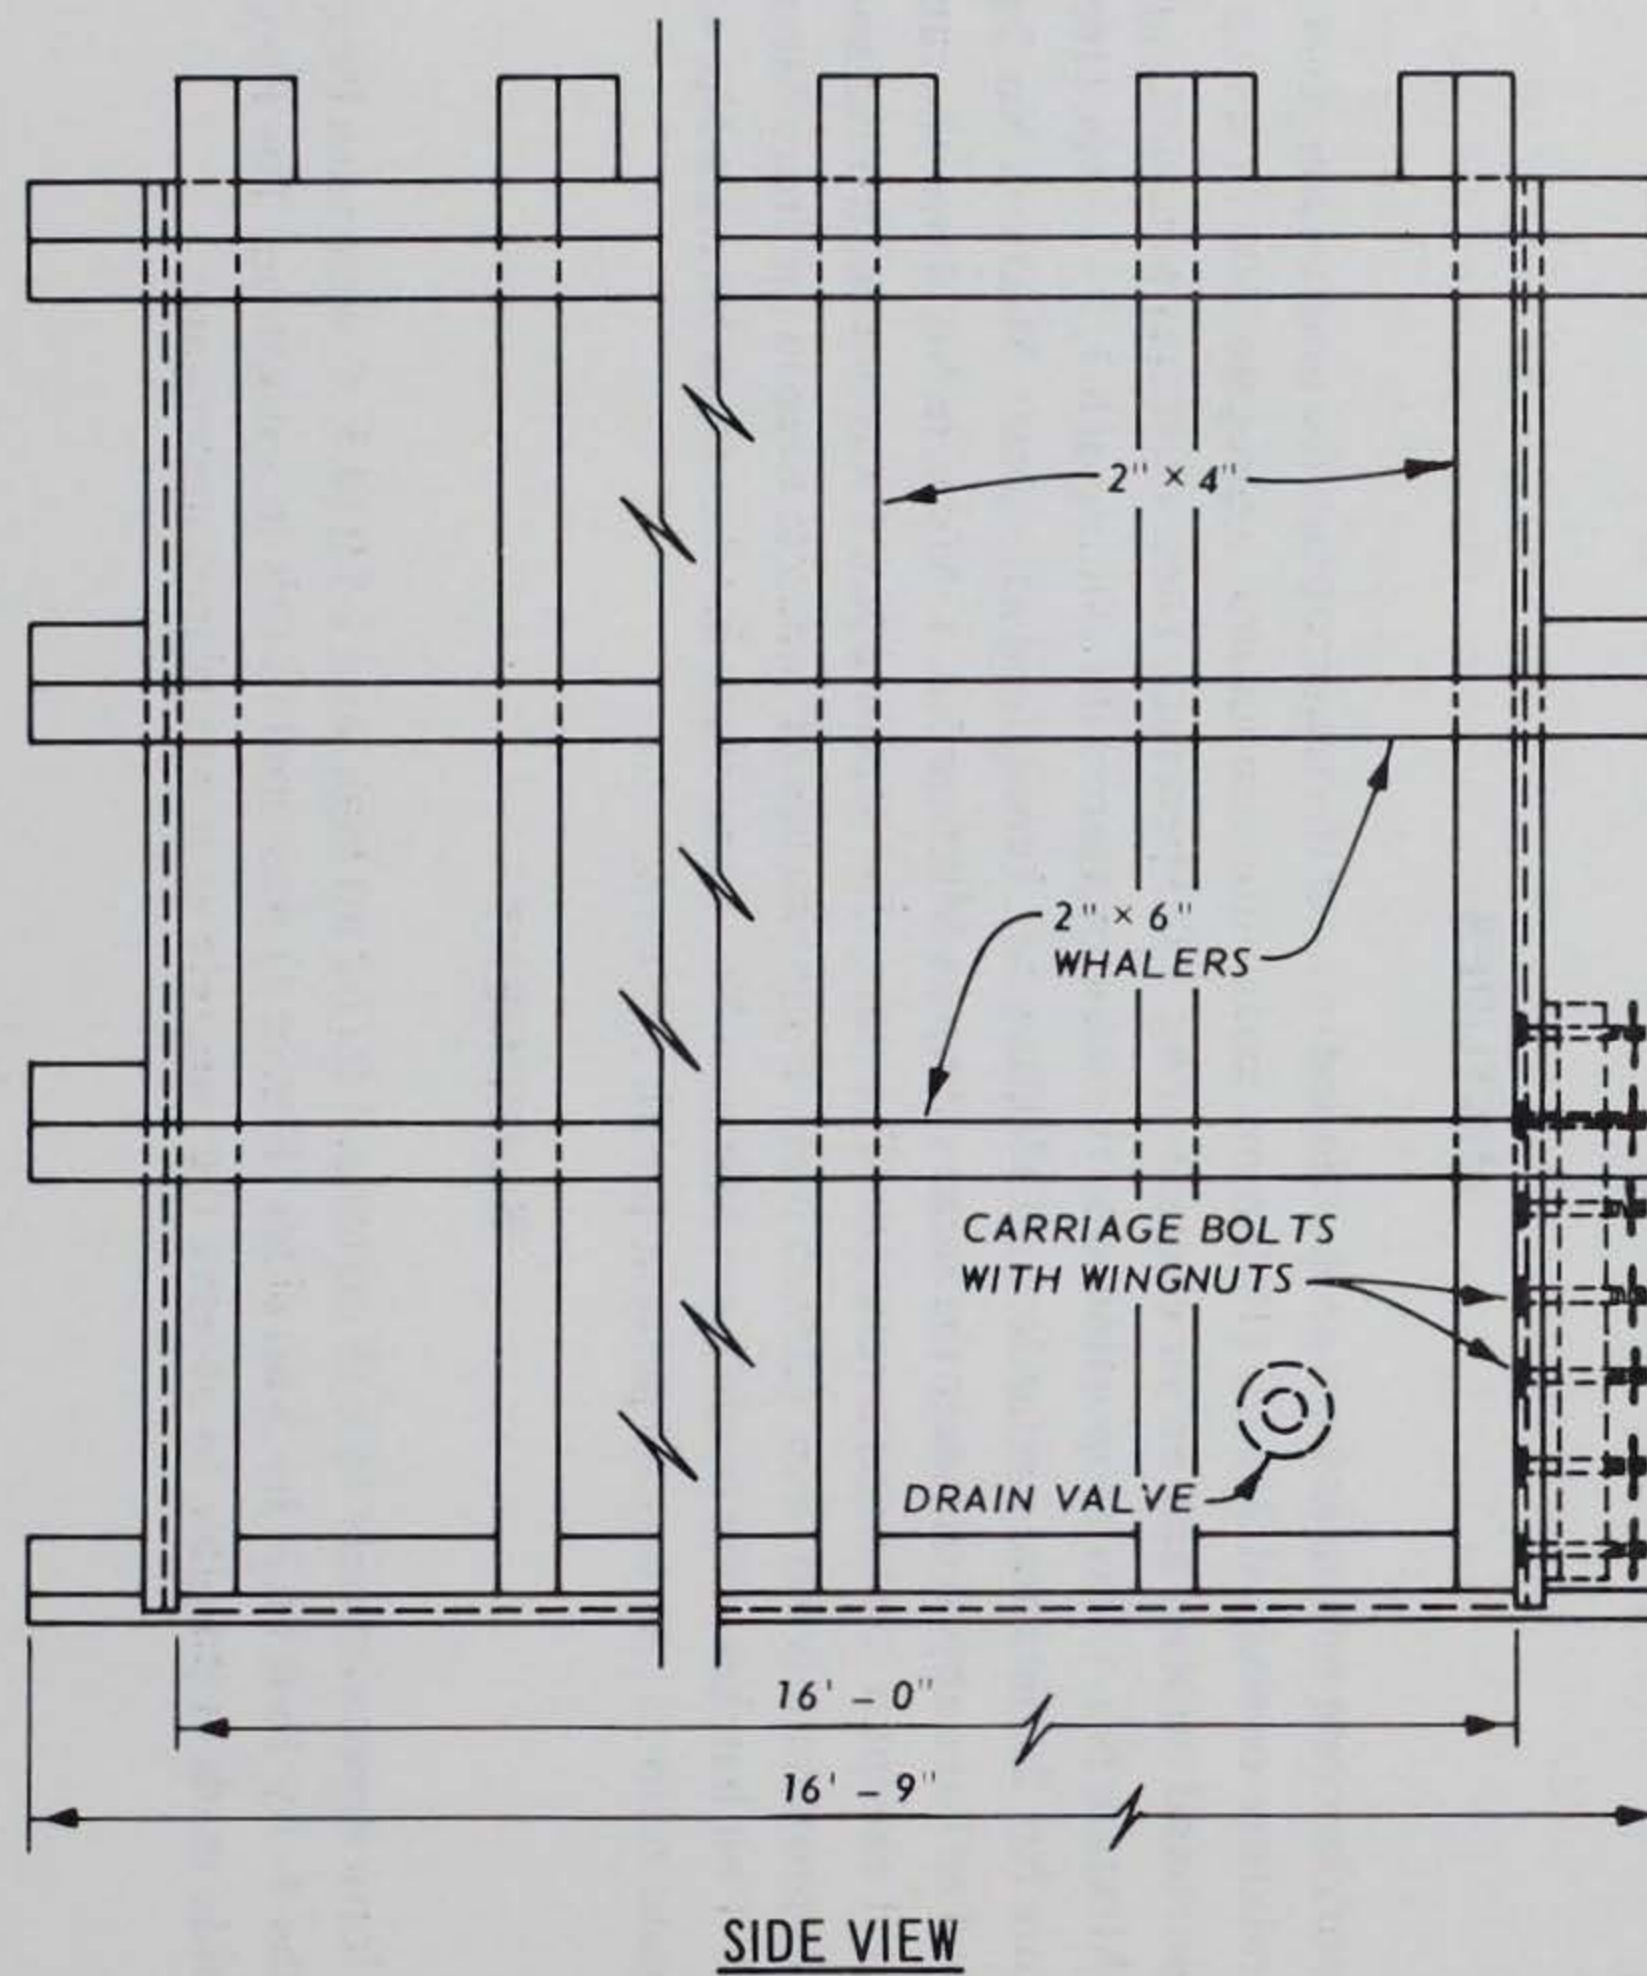 2" × 4"
2" × 6"
WHALERS
CARRIAGE BOLTS
WITH WINGNUTS
DRAIN VALVE
16' – 0"
16' – 9"
SIDE VIEW